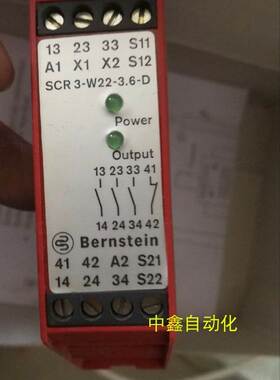 13 23 33 S11
A1 X1 X2 S12
SCR 3-W22-3.6-D
Power
Output
13 23 33 41
14 24 34 42
Bernstein
41 42 A2 S21
14 24 34 S22
中鑫自动化